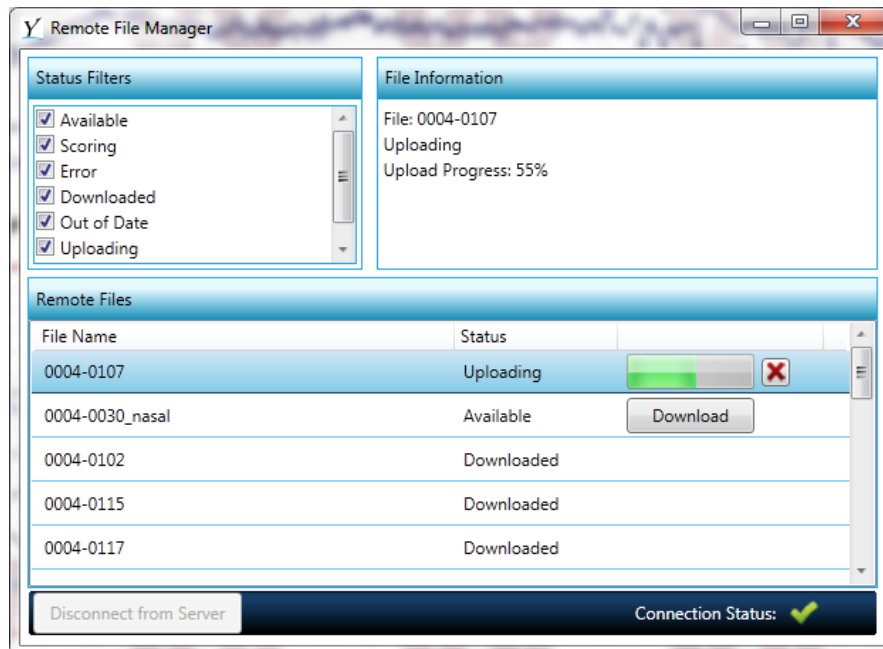 Y Remote File Manager
Status Filters
Available
Scoring
Error
Downloaded
Out of Date
Uploading
File Information
File: 0004-0107
Uploading
Upload Progress: 55%
Remote Files
File Name Status
0004-0107 Uploading
0004-0030_nasal Available Download
0004-0102 Downloaded
0004-0115 Downloaded
0004-0117 Downloaded
Disconnect from Server Connection Status: